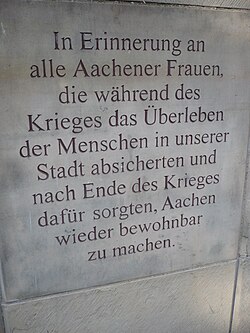 In Erinnerung an
alle Aachener Frauen,
die während des
Krieges das Überleben
der Menschen in unserer
Stadt absicherten und
nach Ende des Krieges
dafür sorgten, Aachen
wieder bewohnbar
zu machen.